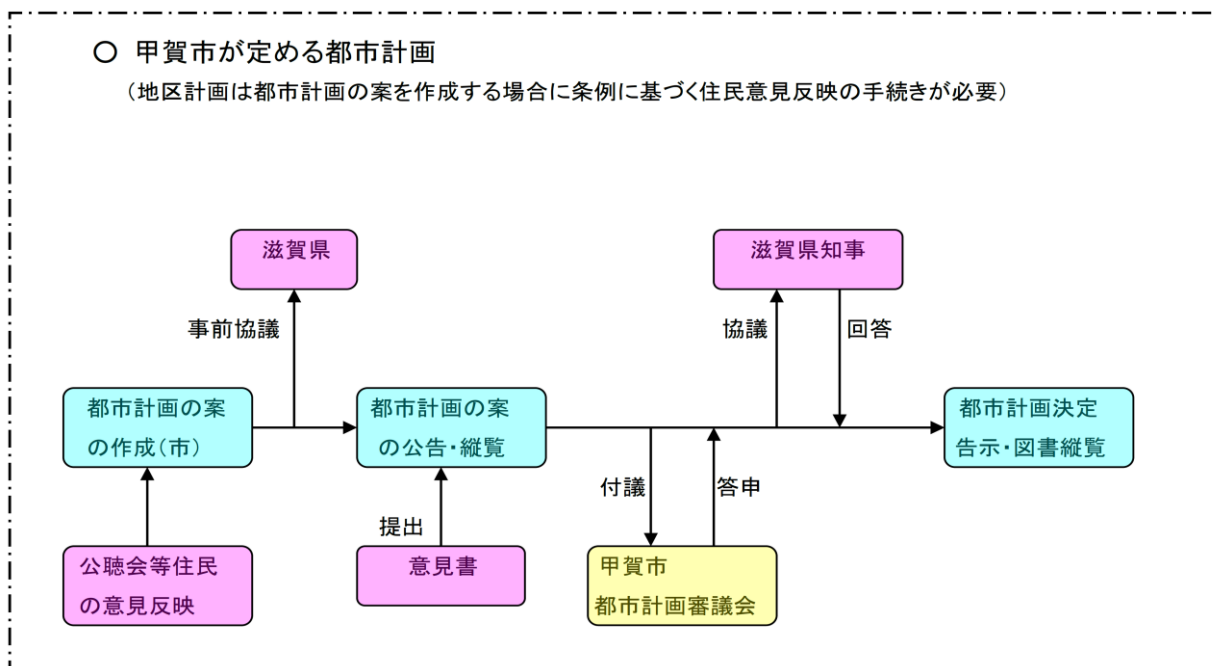 ○ 甲賀市が定める都市計画
（地区計画は都市計画の案を作成する場合に条例に基づく住民意見反映の手続きが必要）
滋賀県
滋賀県知事
事前協議
協議
回答
都市計画の案
の作成（市）
都市計画の案
の公告・縦覧
都市計画決定
告示・図書縦覧
付議
答申
提出
公聴会等住民
の意見反映
意見書
甲賀市
都市計画審議会